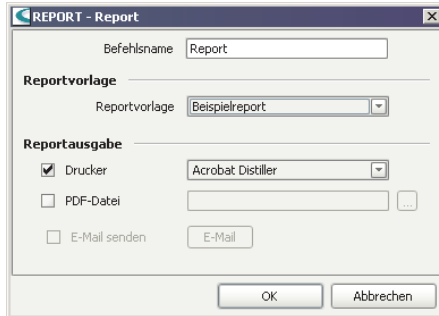 REPORT - Report
Befehlsname Report
Reportvorlage
Reportvorlage Beispielreport
Reportausgabe
Drucker Acrobat Distiller
PDF-Datei ...
E-Mail senden E-Mail
OK Abbrechen